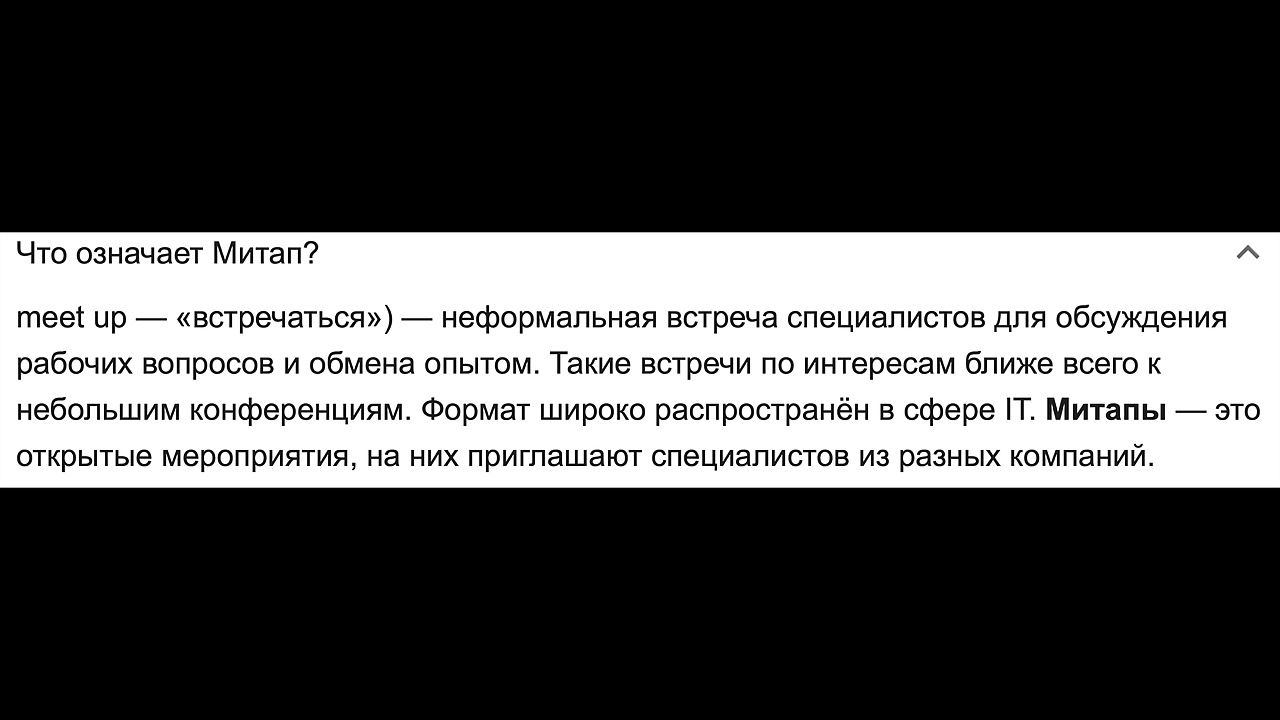 Что означает Митап?
meet up — «встречаться») — неформальная встреча специалистов для обсуждения
рабочих вопросов и обмена опытом. Такие встречи по интересам ближе всего к
небольшим конференциям. Формат широко распространён в сфере IT. Митапы — это
открытые мероприятия, на них приглашают специалистов из разных компаний.